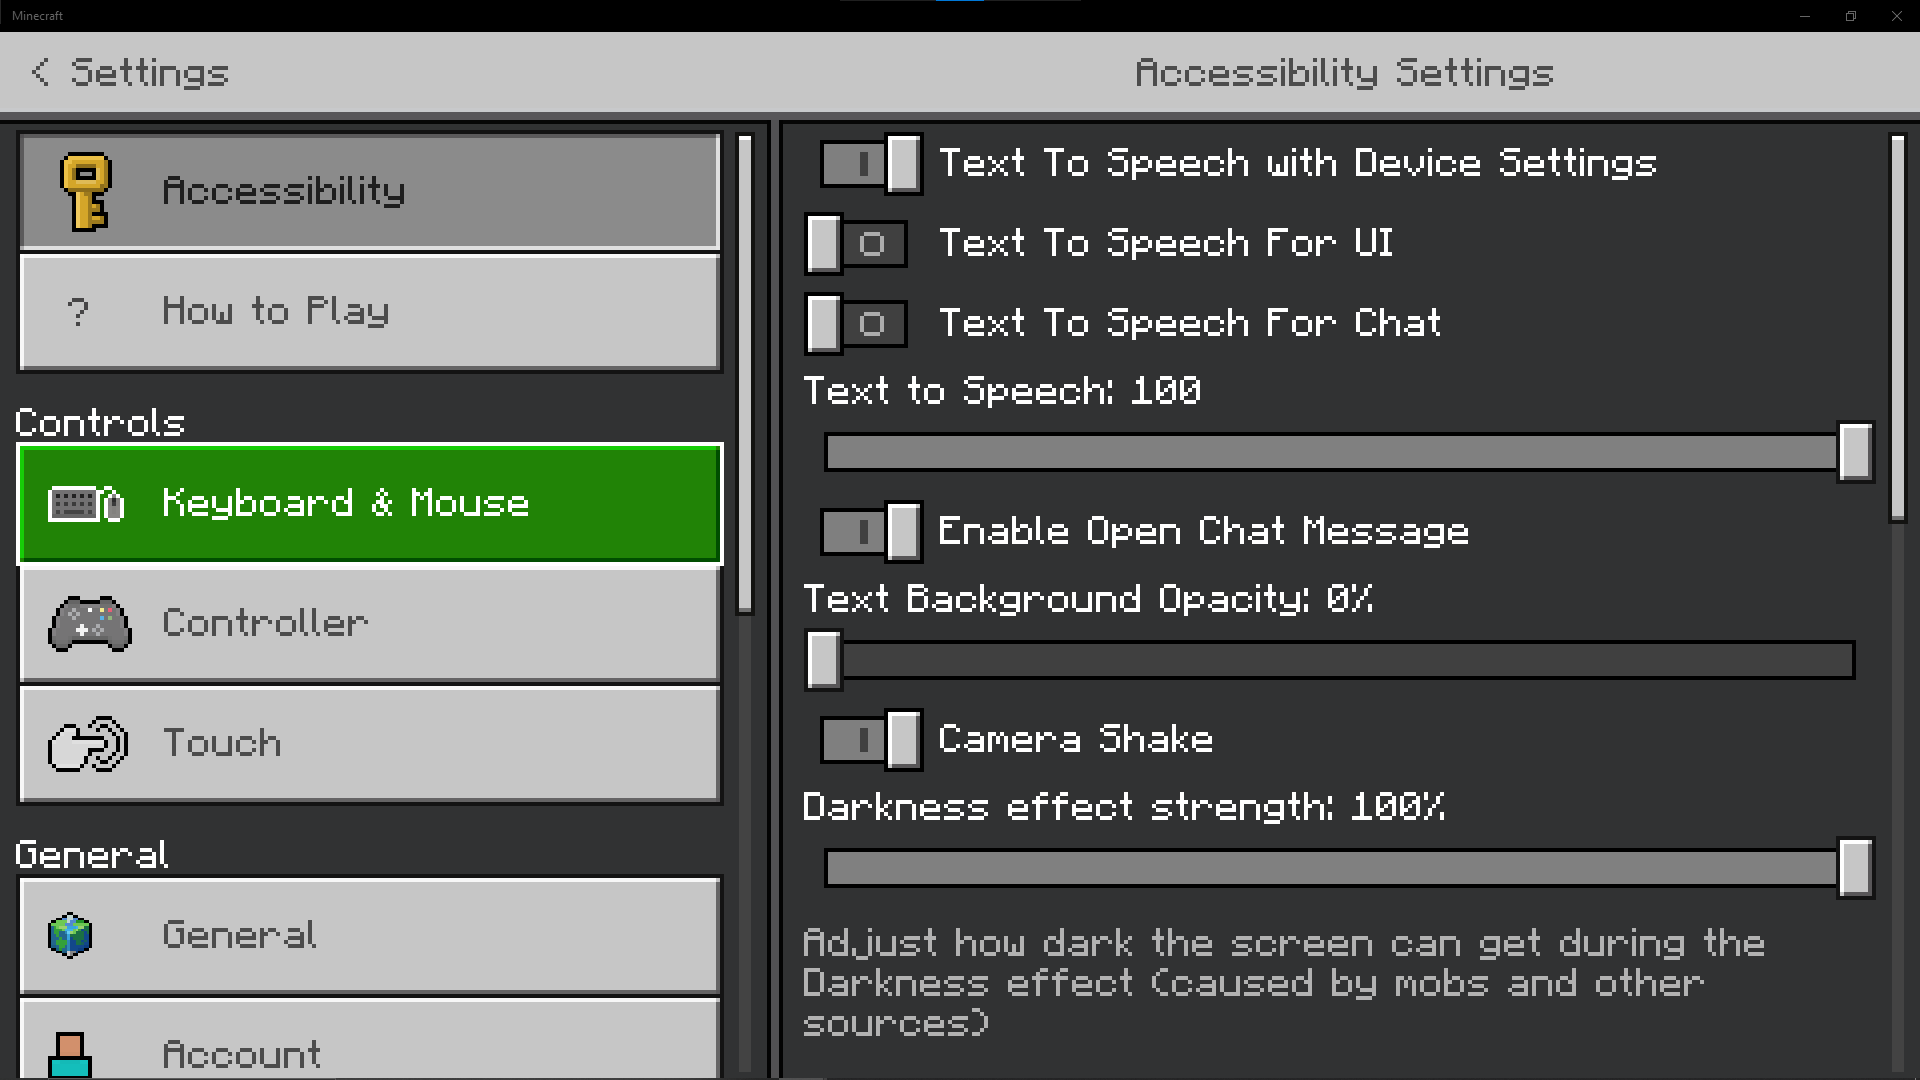 Minecraft
Settings
Accessibility Settings
Accessibility
? How to Play
Controls
Keyboard & Mouse
Controller
Touch
General
General
Account
Text To Speech with Device Settings
Text To Speech For UI
Text To Speech For Chat
Text to Speech: 100
Enable Open Chat Message
Text Background Opacity: 0%
Camera Shake
Darkness effect strength: 100%
Adjust how dark the screen can get during the
Darkness effect (caused by mobs and other
sources)